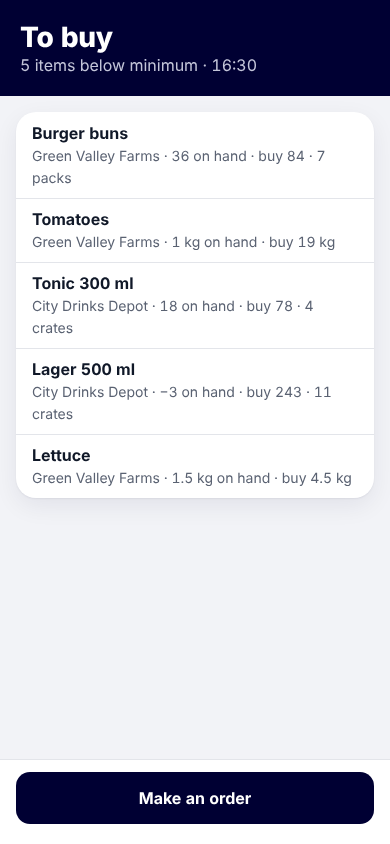 To buy
5 items below minimum · 16:30
Burger buns
Green Valley Farms · 36 on hand · buy 84 · 7
packs
Tomatoes
Green Valley Farms · 1 kg on hand · buy 19 kg
Tonic 300 ml
City Drinks Depot · 18 on hand · buy 78 · 4
crates
Lager 500 ml
City Drinks Depot · −3 on hand · buy 243 · 11
crates
Lettuce
Green Valley Farms · 1.5 kg on hand · buy 4.5 kg
Make an order